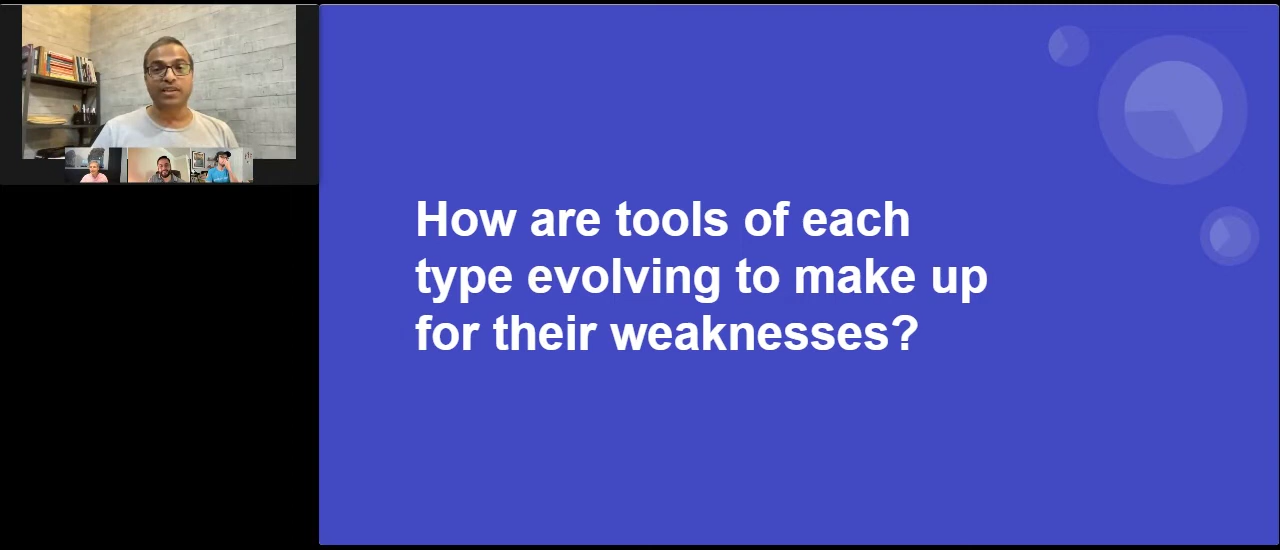 How are tools of each
type evolving to make up
for their weaknesses?